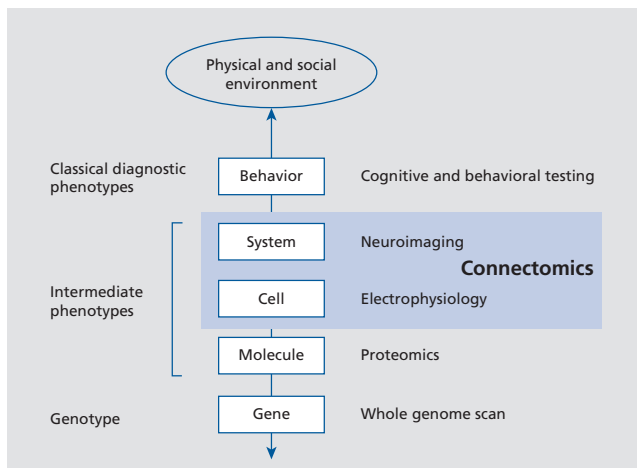 Physical and social
environment
Classical diagnostic
phenotypes
Behavior
Cognitive and behavioral testing
System
Neuroimaging
Connectomics
Intermediate
phenotypes
Cell
Electrophysiology
Molecule
Proteomics
Genotype
Gene
Whole genome scan